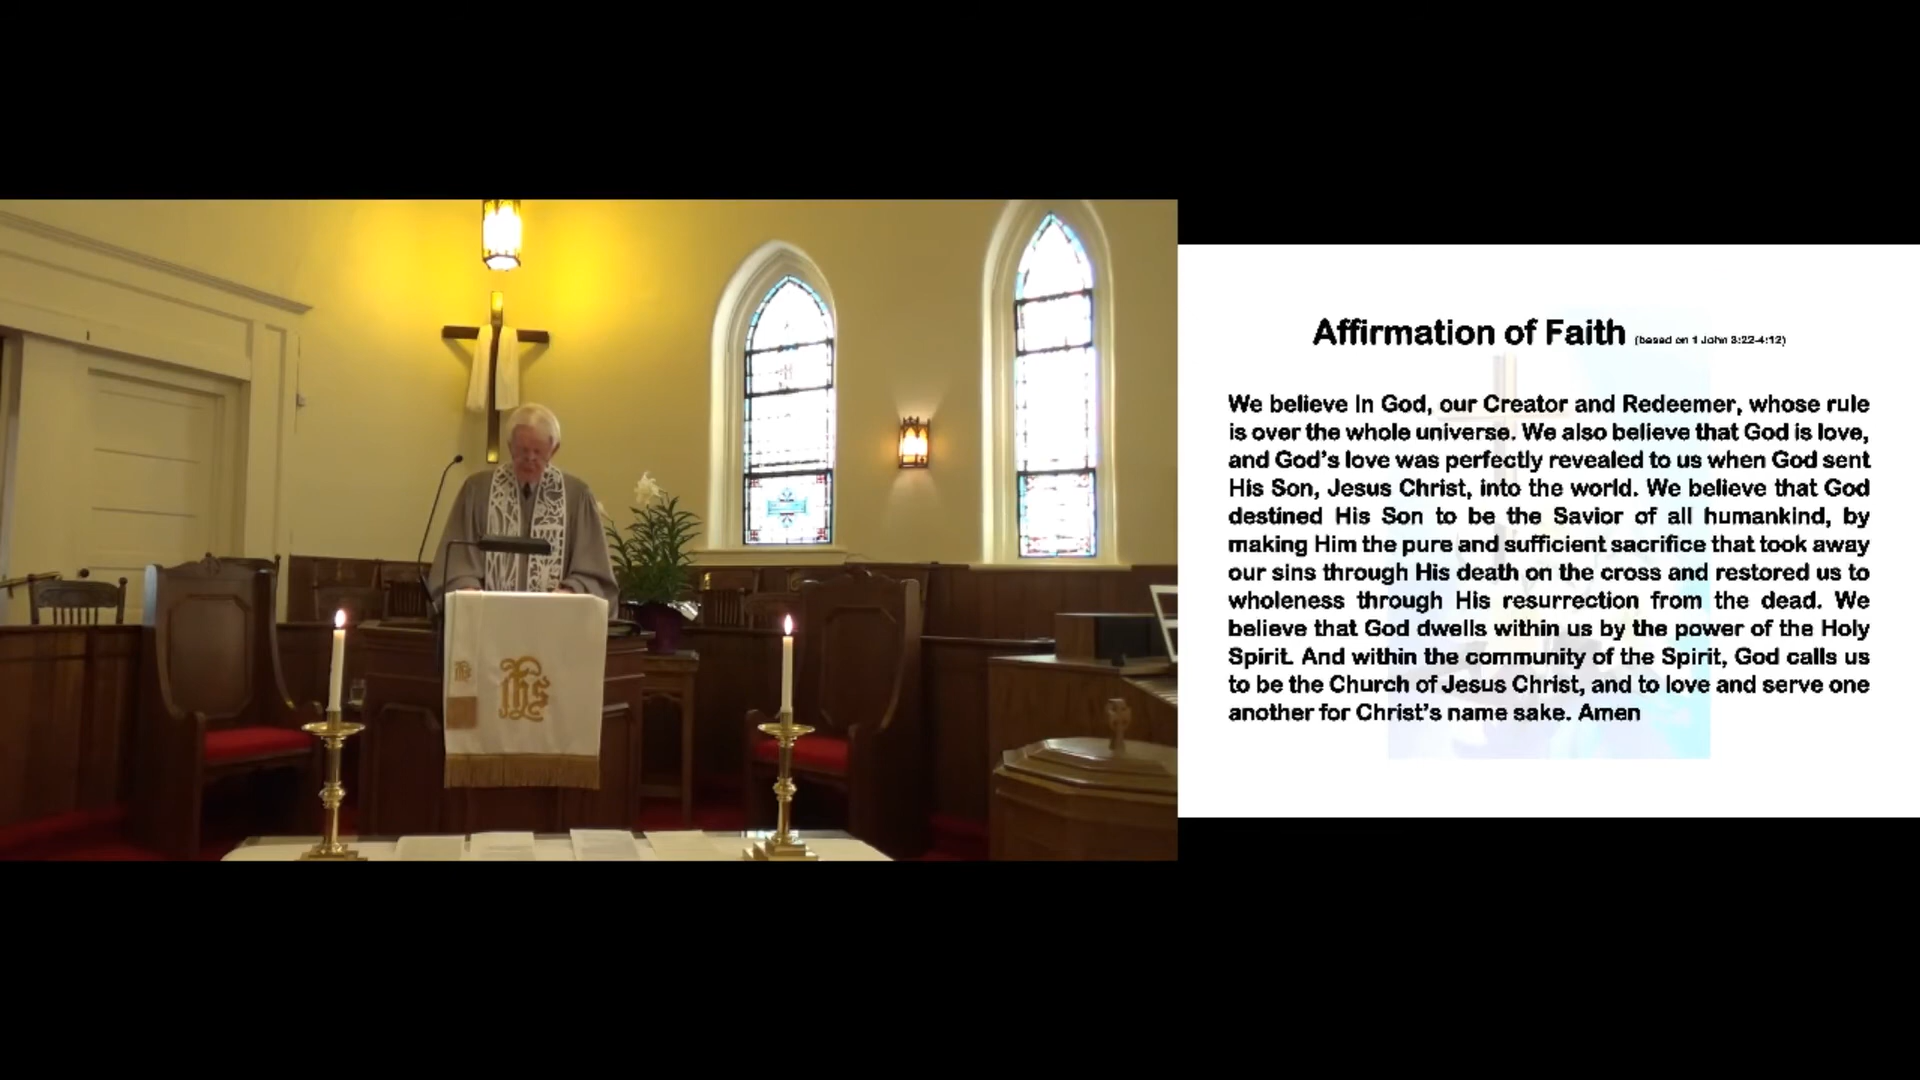 IHS
Affirmation of Faith (based on 1 John 3:22-4:12)
We believe in God, our Creator and Redeemer, whose rule
is over the whole universe. We also believe that God is love,
and God's love was perfectly revealed to us when God sent
His Son, Jesus Christ, into the world. We believe that God
destined His Son to be the Savior of all humankind, by
making Him the pure and sufficient sacrifice that took away
our sins through His death on the cross and restored us to
wholeness through His resurrection from the dead. We
believe that God dwells within us by the power of the Holy
Spirit. And within the community of the Spirit, God calls us
to be the Church of Jesus Christ, and to love and serve one
another for Christ's name sake. Amen